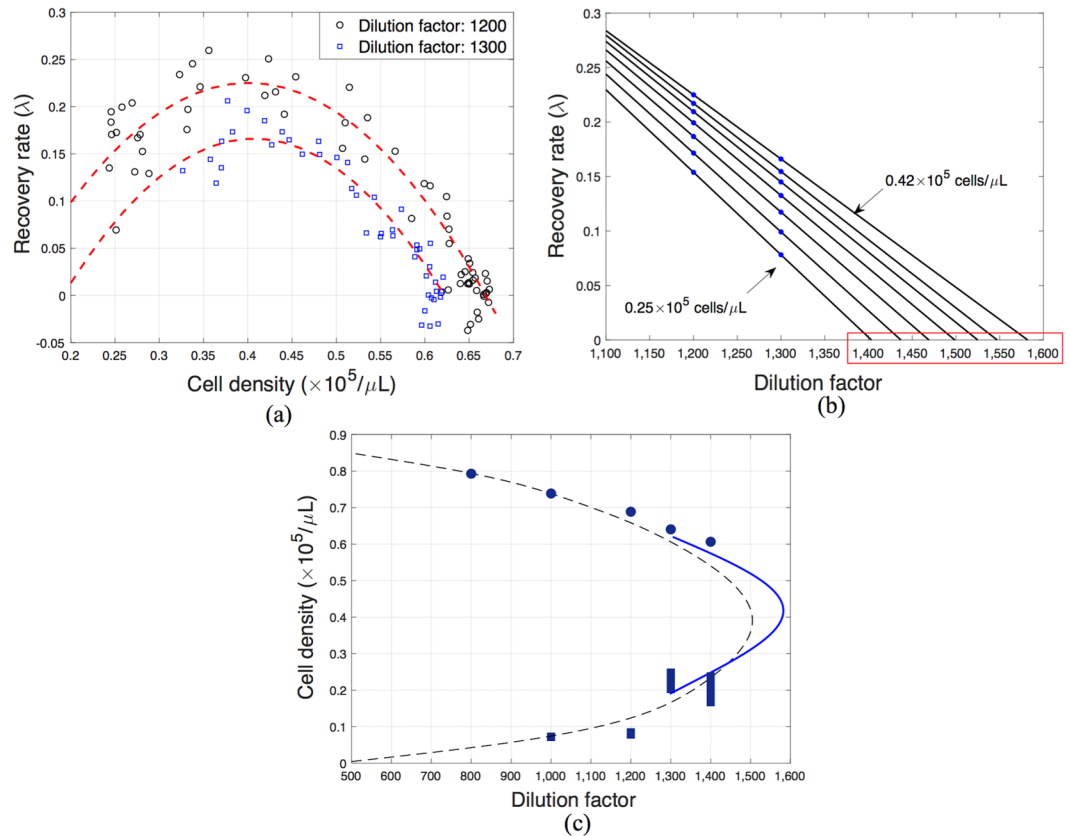 0.3
0.25
0.2
0.15
0.1
0.05
0
-0.05
Recovery rate (λ)
Dilution factor: 1200
Dilution factor: 1300
0.2 0.25 0.3 0.35 0.4 0.45 0.5 0.55 0.6 0.65 0.7
Cell density (×10⁵/μL)
(a)
0.3
0.25
0.2
0.15
0.1
0.05
0
Recovery rate (λ)
0.42×10⁵ cells/μL
0.25×10⁵ cells/μL
1,100 1,150 1,200 1,250 1,300 1,350 1,400 1,450 1,500 1,550 1,600
Dilution factor
(b)
0.9
0.8
0.7
0.6
0.5
0.4
0.3
0.2
0.1
0
Cell density (×10⁵/μL)
500 600 700 800 900 1,000 1,100 1,200 1,300 1,400 1,500 1,600
Dilution factor
(c)